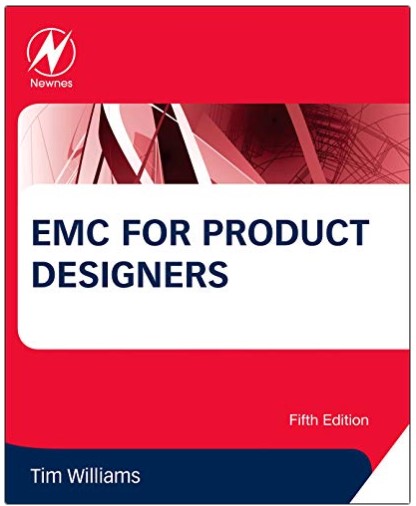 Newnes
EMC FOR PRODUCT
DESIGNERS
Fifth Edition
Tim Williams